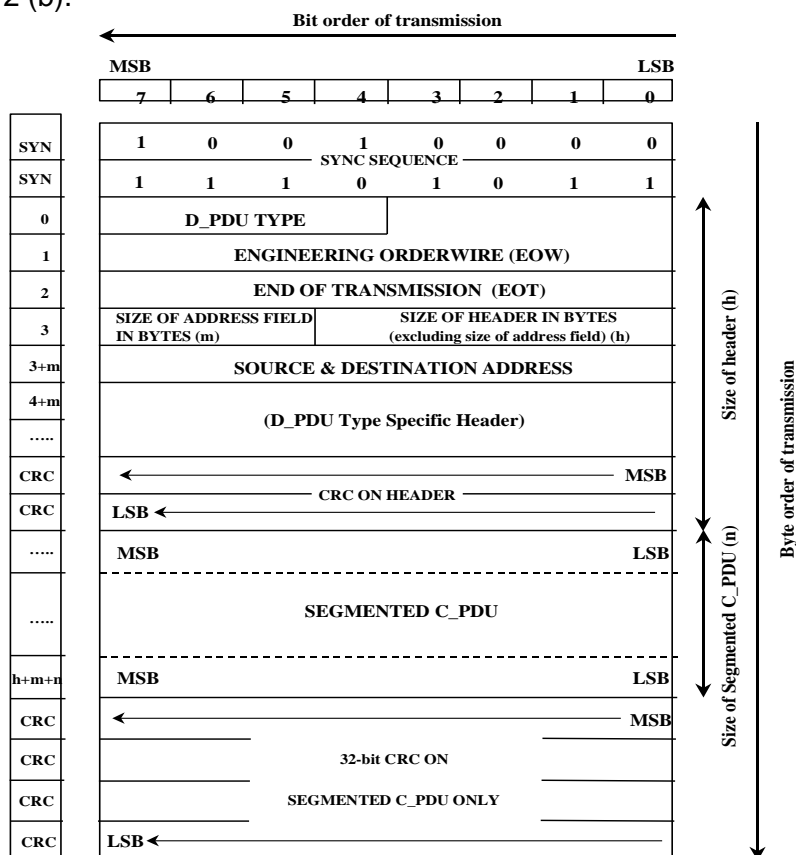 2 (b).
Bit order of transmission
MSB LSB
7 6 5 4 3 2 1 0
SYN 1 0 0 1 0 0 0 0
SYNC SEQUENCE
SYN 1 1 1 0 1 0 1 1
0 D_PDU TYPE
1 ENGINEERING ORDERWIRE (EOW)
2 END OF TRANSMISSION (EOT)
3 SIZE OF ADDRESS FIELD IN BYTES (m) SIZE OF HEADER IN BYTES (excluding size of address field) (h)
3+m SOURCE & DESTINATION ADDRESS
4+m
(D_PDU Type Specific Header)
.....
CRC MSB
CRC ON HEADER
CRC LSB
..... MSB LSB
..... SEGMENTED C_PDU
h+m+n MSB LSB
CRC MSB
CRC 32-bit CRC ON
CRC SEGMENTED C_PDU ONLY
CRC LSB
Size of header (h)
Size of Segmented C_PDU (n)
Byte order of transmission